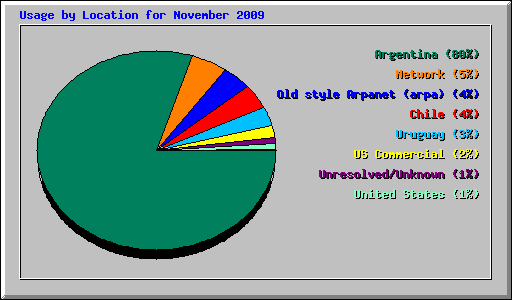 Usage by Location for November 2009
Argentina (80%)
Network (5%)
Old style Arpanet (arpa) (4%)
Chile (4%)
Uruguay (3%)
US Commercial (2%)
Unresolved/Unknown (1%)
United States (1%)